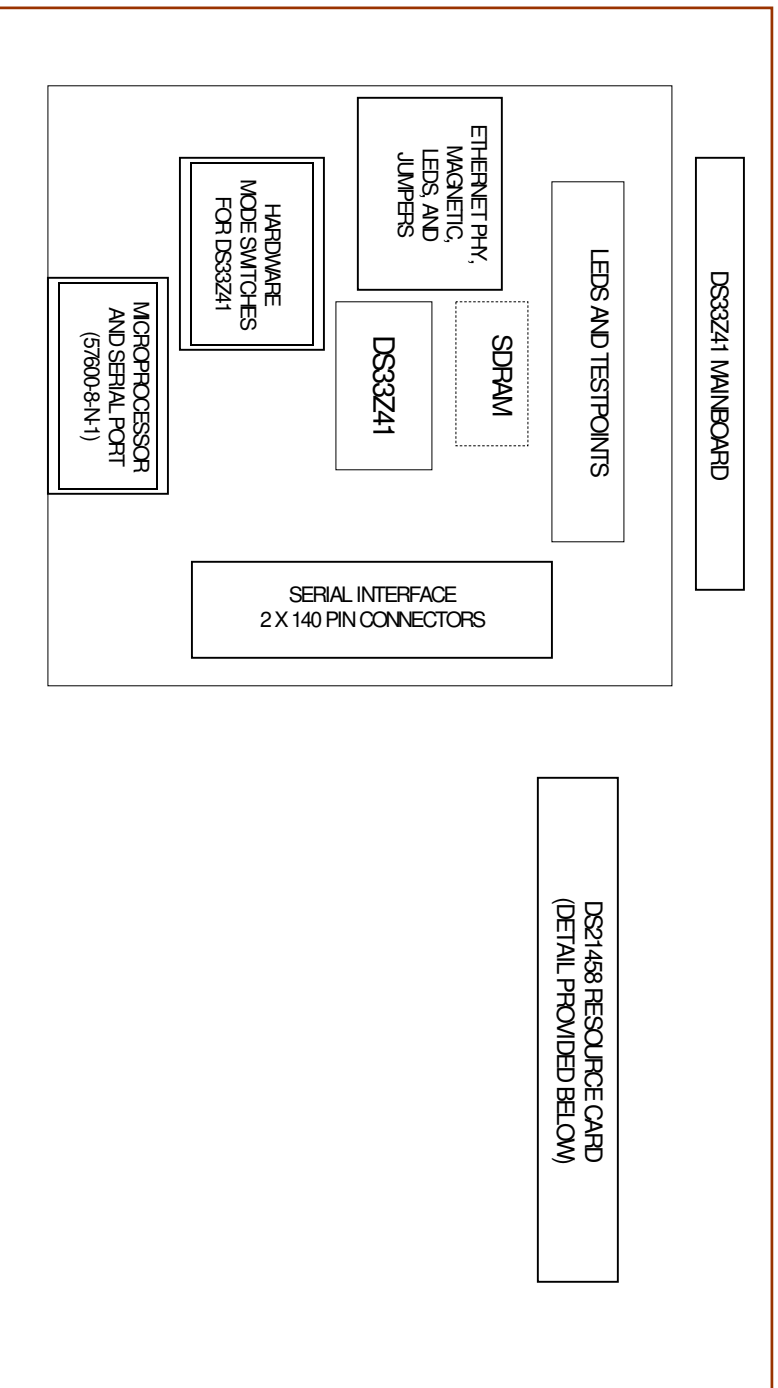 DS33Z41 MAINBOARD
LEDS AND TESTPOINTS
ETHERNET PHY,
MAGNETIC,
LEDS, AND
JUMPERS
SDRAM
DS33Z41
HARDWARE
MODE SWITCHES
FOR DS33Z41
MICROPROCESSOR
AND SERIAL PORT
(57600-8-N-1)
SERIAL INTERFACE
2 X 140 PIN CONNECTORS
DS21458 RESOURCE CARD
(DETAIL PROVIDED BELOW)